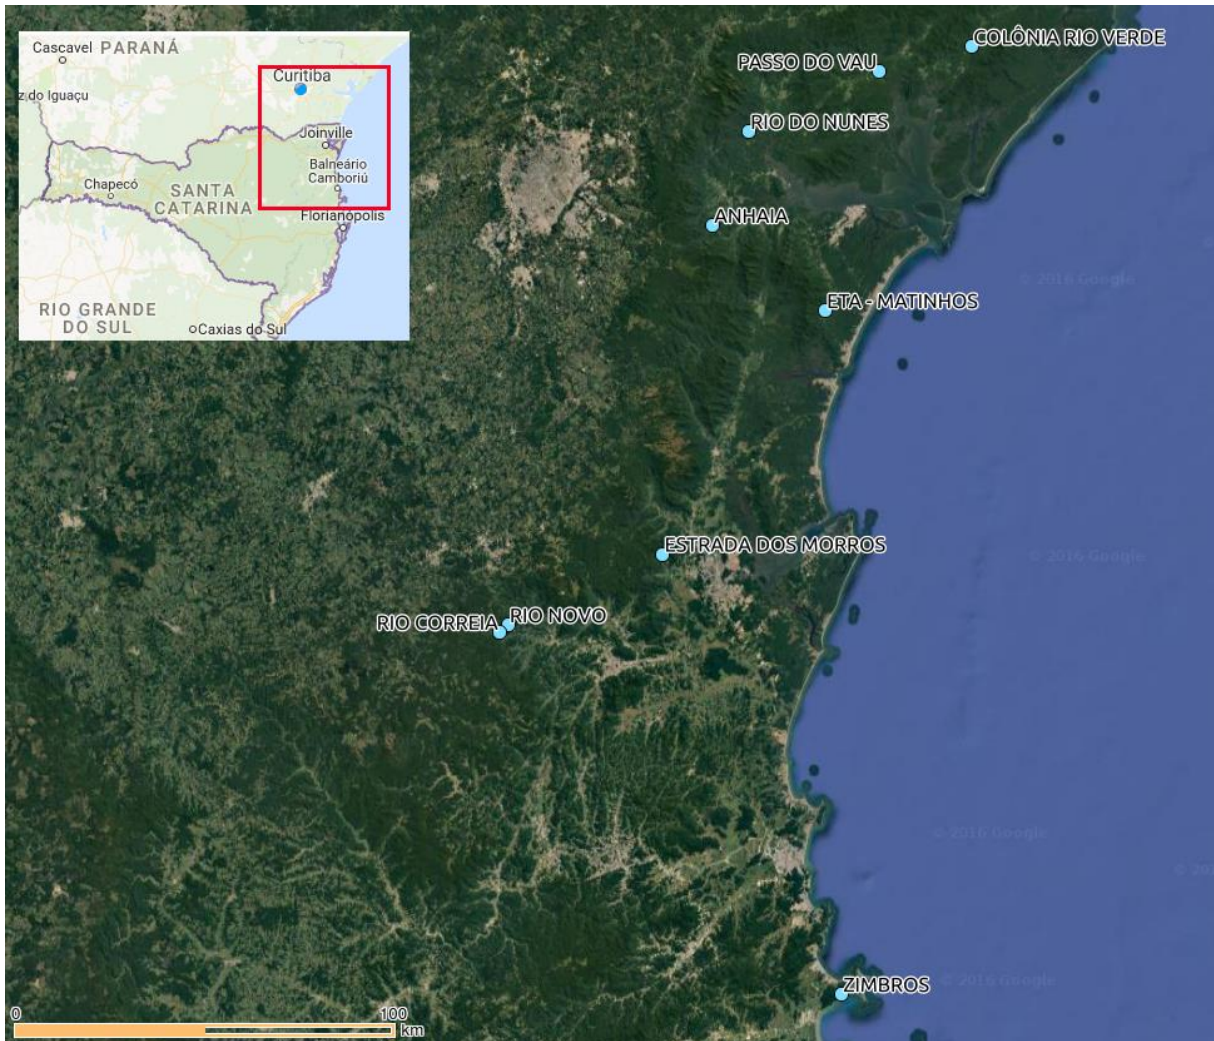 COLÔNIA RIO VERDE
Cascavel PARANÁ
PASSO DO VAU
Curitiba
z do Iguaçu
RIO DO NUNES
Joinville
Balneário
Camboriú
Chapecó
SANTA
CATARINA
Florianópolis
ANHAIA
© 2016 Google
ETA - MATINHOS
RIO GRANDE
DO SUL
Caxias do Sul
ESTRADA DOS MORROS
© 2016 Google
RIO CORREIA
RIO NOVO
© 2016 Google
ZIMBROS
© 2016 Google
0
100
km